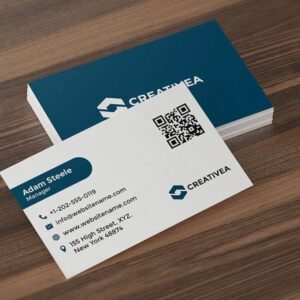 CREATIVEA
Adam Steele
Manager
+1-202-555-0119
info@websitename.com
www.websitename.com
155 High Street, XYZ.
New York 48874
CREATIVEA